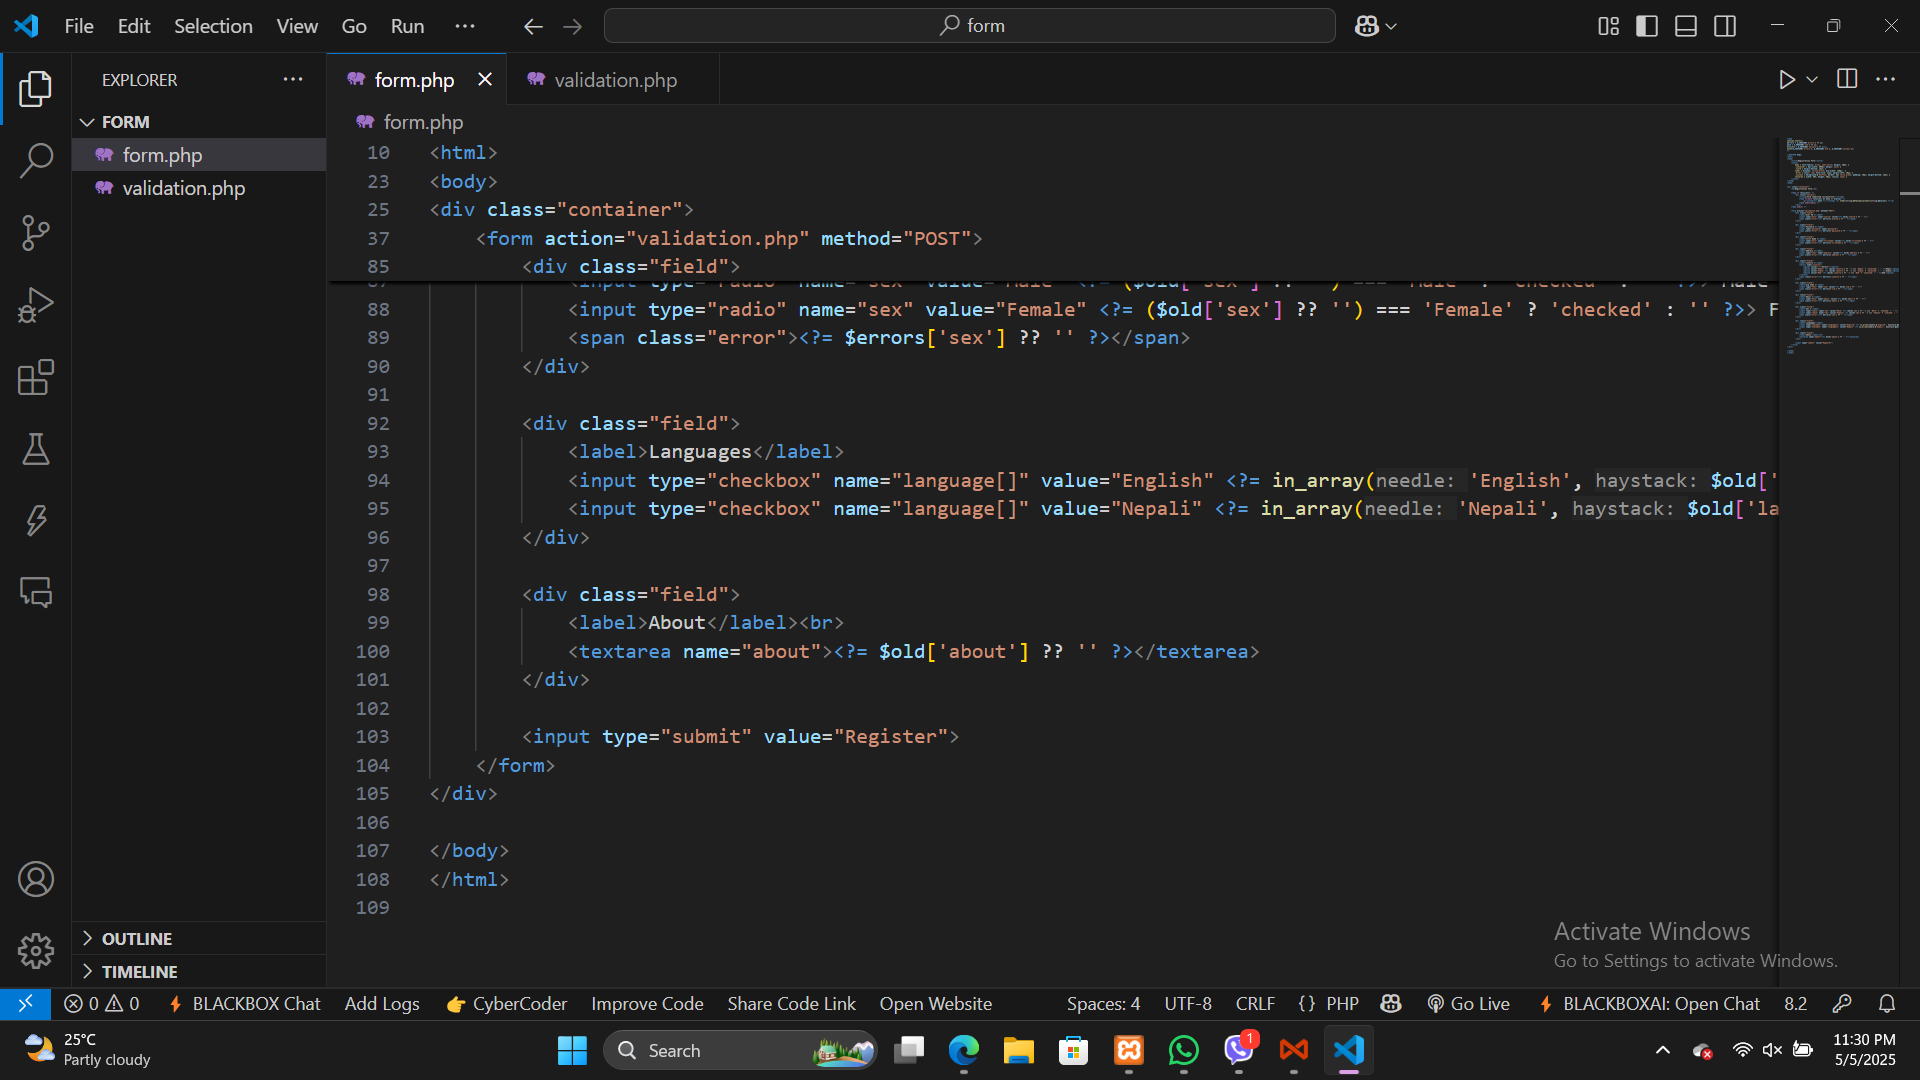 File Edit Selection View Go Run ··· form
EXPLORER ··· form.php validation.php
FORM
form.php
validation.php
OUTLINE
TIMELINE
form.php
10 <html>
23 <body>
25 <div class="container">
37 <form action="validation.php" method="POST">
85 <div class="field">
88 <input type="radio" name="sex" value="Female" <?= ($old['sex'] ?? '') === 'Female' ? 'checked' : '' ?>> F
89 <span class="error"><?= $errors['sex'] ?? '' ?></span>
90 </div>
91
92 <div class="field">
93 <label>Languages</label>
94 <input type="checkbox" name="language[]" value="English" <?= in_array(needle: 'English', haystack: $old['
95 <input type="checkbox" name="language[]" value="Nepali" <?= in_array(needle: 'Nepali', haystack: $old['la
96 </div>
97
98 <div class="field">
99 <label>About</label><br>
100 <textarea name="about"><?= $old['about'] ?? '' ?></textarea>
101 </div>
102
103 <input type="submit" value="Register">
104 </form>
105 </div>
106
107 </body>
108 </html>
109
Activate Windows
Go to Settings to activate Windows.
0 0 BLACKBOX Chat Add Logs CyberCoder Improve Code Share Code Link Open Website Spaces: 4 UTF-8 CRLF {} PHP Go Live BLACKBOXAI: Open Chat 8.2
25°C
Partly cloudy
Search
1
11:30 PM
5/5/2025